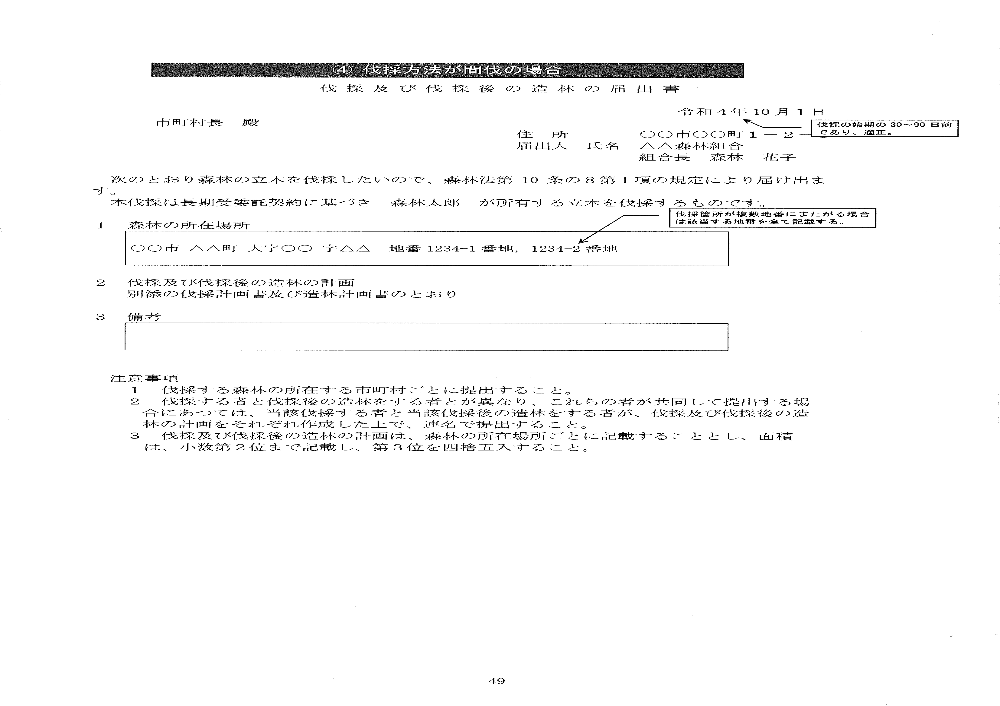 ④ 伐採方法が間伐の場合
伐採及び伐採後の造林の届出書
令和４年 10 月１日
市町村長　殿
伐採の始期の 30～90 日前
であり、適正。
住　所　○○市○○町１－２－
届出人　氏名　△△森林組合
組合長　森林　花子
次のとおり森林の立木を伐採したいので、森林法第 10 条の８第１項の規定により届け出ま
す。
本伐採は長期受委託契約に基づき　森林太郎　が所有する立木を伐採するものです。
伐採箇所が複数地番にまたがる場合
は該当する地番を全て記載する。
１　森林の所在場所
○○市 △△町 大字○○ 字△△　地番 1234-1 番地，1234-2 番地
２　伐採及び伐採後の造林の計画
別添の伐採計画書及び造林計画書のとおり
３　備考
注意事項
１　伐採する森林の所在する市町村ごとに提出すること。
２　伐採する者と伐採後の造林をする者とが異なり、これらの者が共同して提出する場
合にあつては、当該伐採する者と当該伐採後の造林をする者が、伐採及び伐採後の造
林の計画をそれぞれ作成した上で、連名で提出すること。
３　伐採及び伐採後の造林の計画は、森林の所在場所ごとに記載することとし、面積
は、小数第２位まで記載し、第３位を四捨五入すること。
49